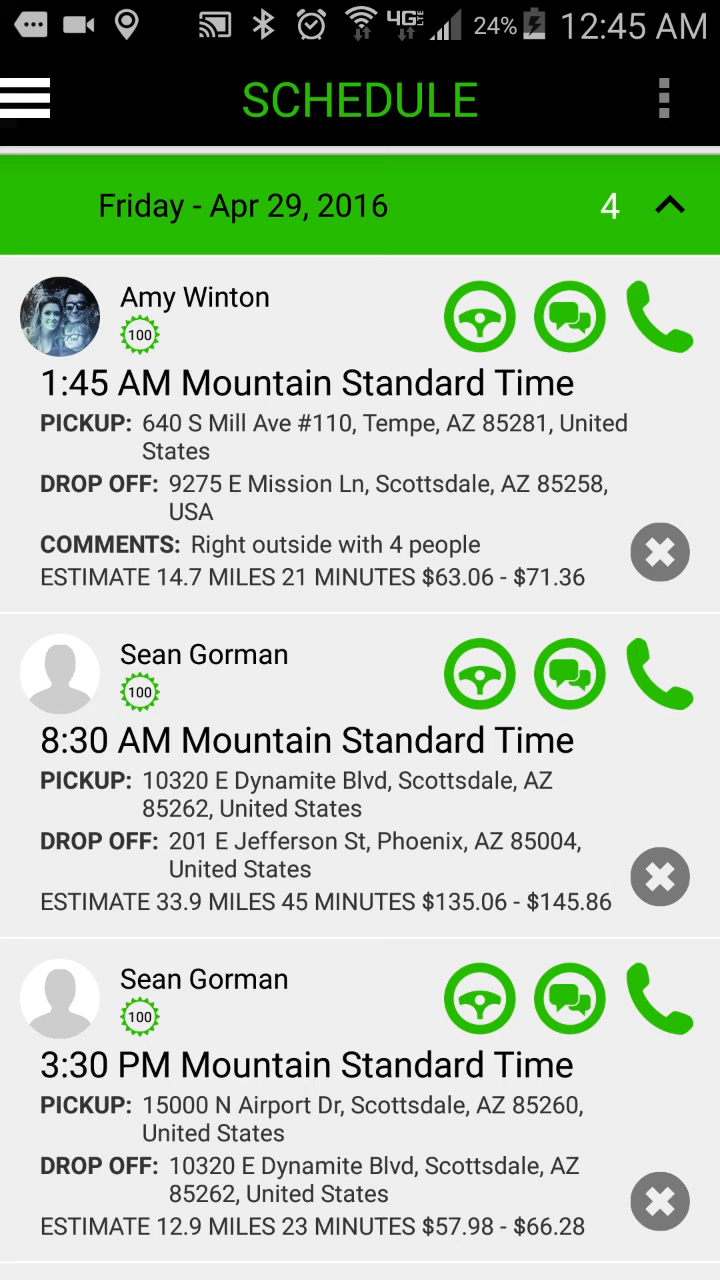 24% 12:45 AM
SCHEDULE
Friday - Apr 29, 2016 4
Amy Winton
100
1:45 AM Mountain Standard Time
PICKUP: 640 S Mill Ave #110, Tempe, AZ 85281, United
States
DROP OFF: 9275 E Mission Ln, Scottsdale, AZ 85258,
USA
COMMENTS: Right outside with 4 people
ESTIMATE 14.7 MILES 21 MINUTES $63.06 - $71.36
Sean Gorman
100
8:30 AM Mountain Standard Time
PICKUP: 10320 E Dynamite Blvd, Scottsdale, AZ
85262, United States
DROP OFF: 201 E Jefferson St, Phoenix, AZ 85004,
United States
ESTIMATE 33.9 MILES 45 MINUTES $135.06 - $145.86
Sean Gorman
100
3:30 PM Mountain Standard Time
PICKUP: 15000 N Airport Dr, Scottsdale, AZ 85260,
United States
DROP OFF: 10320 E Dynamite Blvd, Scottsdale, AZ
85262, United States
ESTIMATE 12.9 MILES 23 MINUTES $57.98 - $66.28